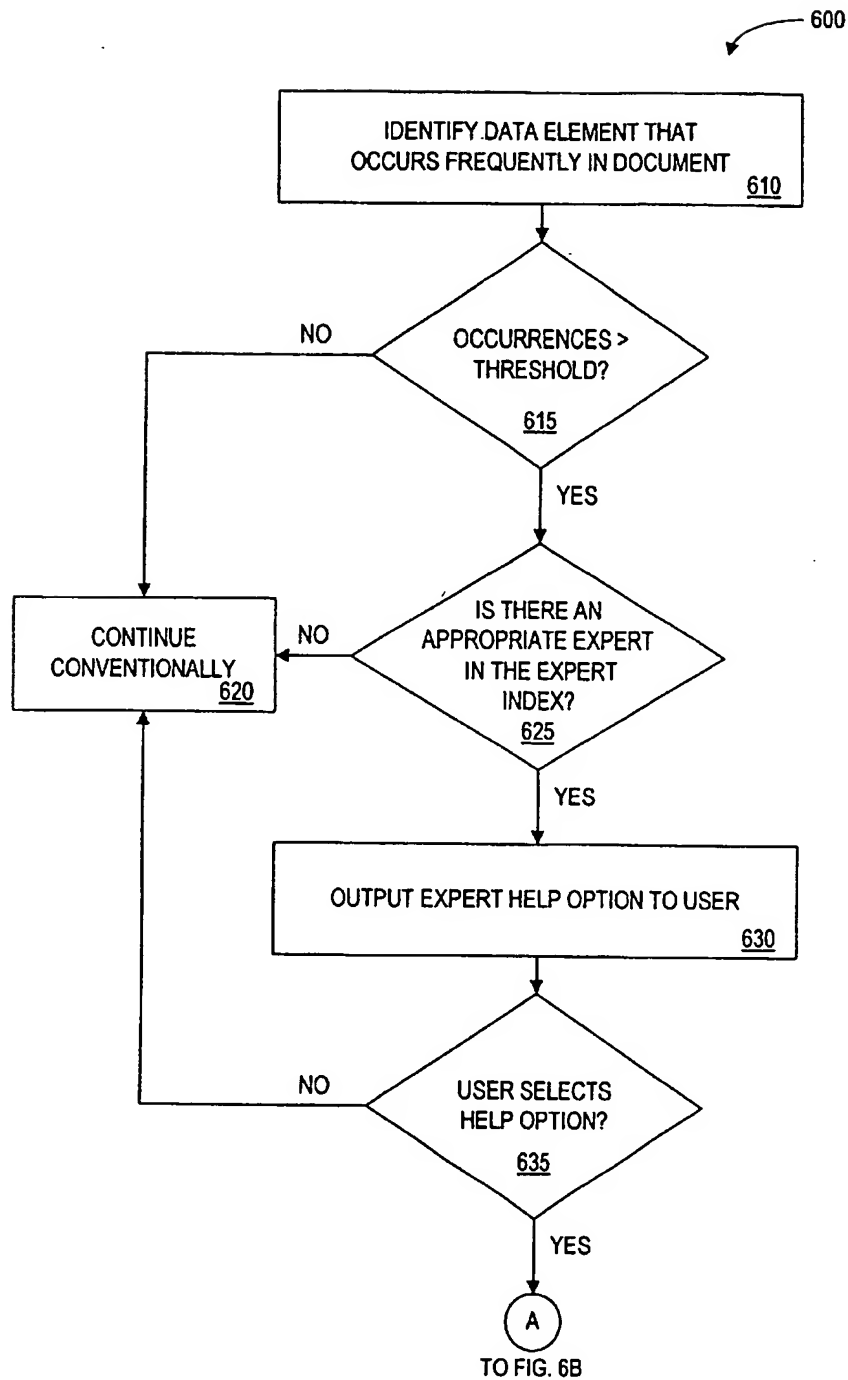 600
IDENTIFY DATA ELEMENT THAT
OCCURS FREQUENTLY IN DOCUMENT
610
NO
OCCURRENCES >
THRESHOLD?
615
YES
CONTINUE
CONVENTIONALLY
620
NO
IS THERE AN
APPROPRIATE EXPERT
IN THE EXPERT
INDEX?
625
YES
OUTPUT EXPERT HELP OPTION TO USER
630
NO
USER SELECTS
HELP OPTION?
635
YES
A
TO FIG. 6B